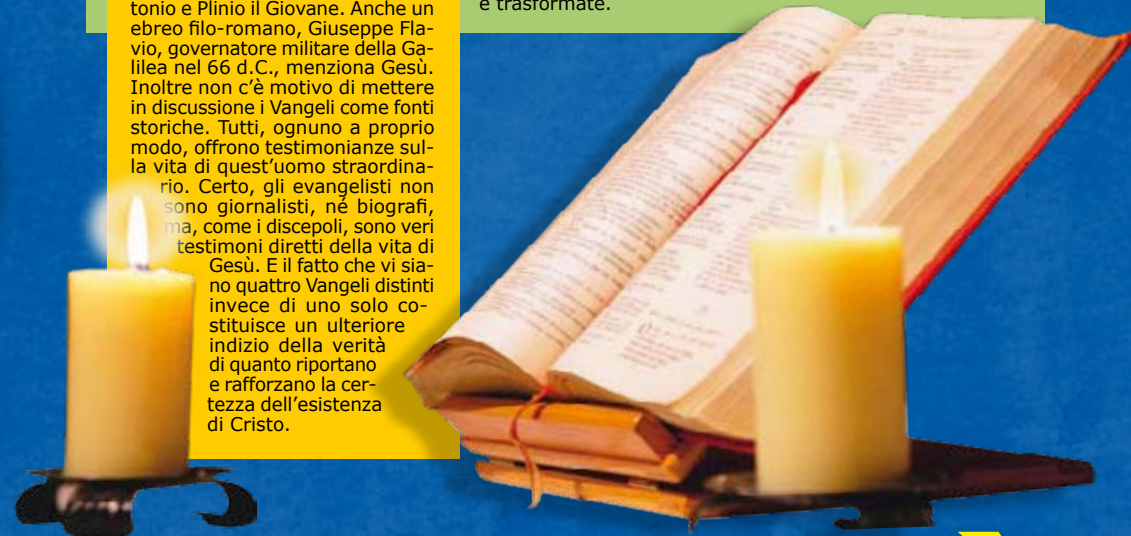 tonio e Plinio il Giovane. Anche un
ebreo filo-romano, Giuseppe Fla-
vio, governatore militare della Ga-
lilea nel 66 d.C., menziona Gesù.
Inoltre non c'è motivo di mettere
in discussione i Vangeli come fonti
storiche. Tutti, ognuno a proprio
modo, offrono testimonianze sul-
la vita di quest'uomo straordina-
rio. Certo, gli evangelisti non
sono giornalisti, né biografi,
ma, come i discepoli, sono veri
testimoni diretti della vita di
Gesù. E il fatto che vi sia-
no quattro Vangeli distinti
invece di uno solo co-
stituisce un ulteriore
indizio della verità
di quanto riportano
e rafforzano la cer-
tezza dell'esistenza
di Cristo.
e trasformate.